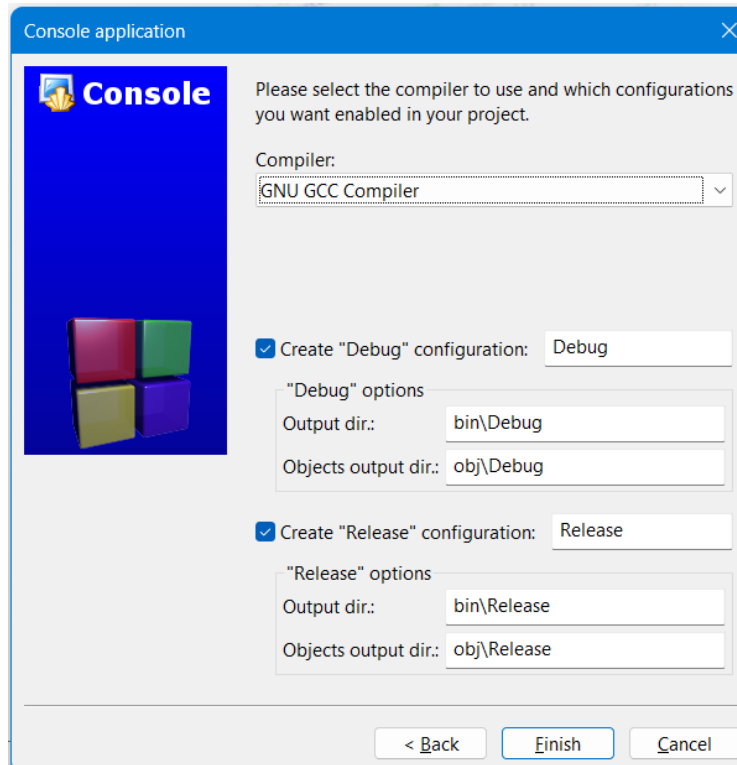 Console application
Console
Please select the compiler to use and which configurations
you want enabled in your project.
Compiler:
GNU GCC Compiler
Create "Debug" configuration: Debug
"Debug" options
Output dir.: bin\Debug
Objects output dir.: obj\Debug
Create "Release" configuration: Release
"Release" options
Output dir.: bin\Release
Objects output dir.: obj\Release
< Back Finish Cancel